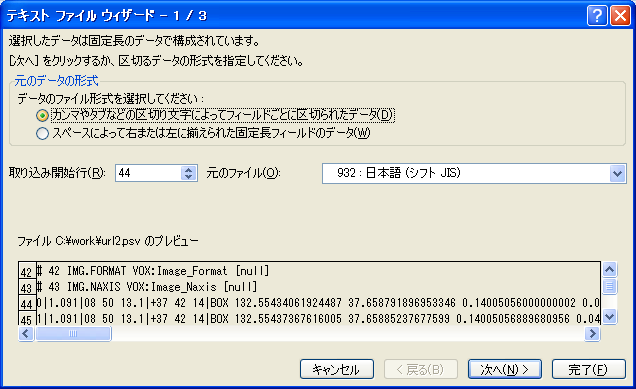 テキスト ファイル ウィザード - 1 / 3
選択したデータは固定長のデータで構成されています。
[次へ] をクリックするか、区切るデータの形式を指定してください。
元のデータの形式
データのファイル形式を選択してください:
カンマやタブなどの区切り文字によってフィールドごとに区切られたデータ(D)
スペースによって右または左に揃えられた固定長フィールドのデータ(W)
取り込み開始行(R): 44 元のファイル(O): 932 : 日本語 (シフト JIS)
ファイル C:¥work¥url2.psv のプレビュー
42 # 42 IMG.FORMAT VOX:Image_Format [null]
43 # 43 IMG.NAXIS VOX:Image_Naxis [null]
44 0|1.091|08 50 13.1|+37 42 14|BOX 132.55434061924487 37.658791896953346 0.14005056000000002 0.0
45 1|1.091|08 50 13.1|+37 42 14|BOX 132.55437367616005 37.65885237677599 0.14005056889680956 0.04
キャンセル < 戻る(B) 次へ(N) > 完了(F)